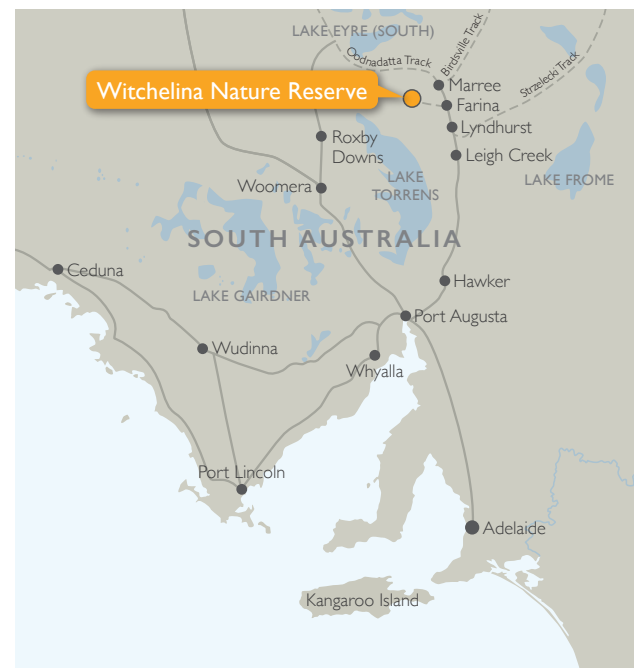 LAKE EYRE (SOUTH)
Oodnadatta Track
Birdsville Track
Strzelecki Track
Witchelina Nature Reserve
Marree
Farina
Lyndhurst
Leigh Creek
Roxby
Downs
LAKE
TORRENS
LAKE FROME
Woomera
SOUTH AUSTRALIA
Ceduna
LAKE GAIRDNER
Hawker
Port Augusta
Wudinna
Whyalla
Port Lincoln
Adelaide
Kangaroo Island